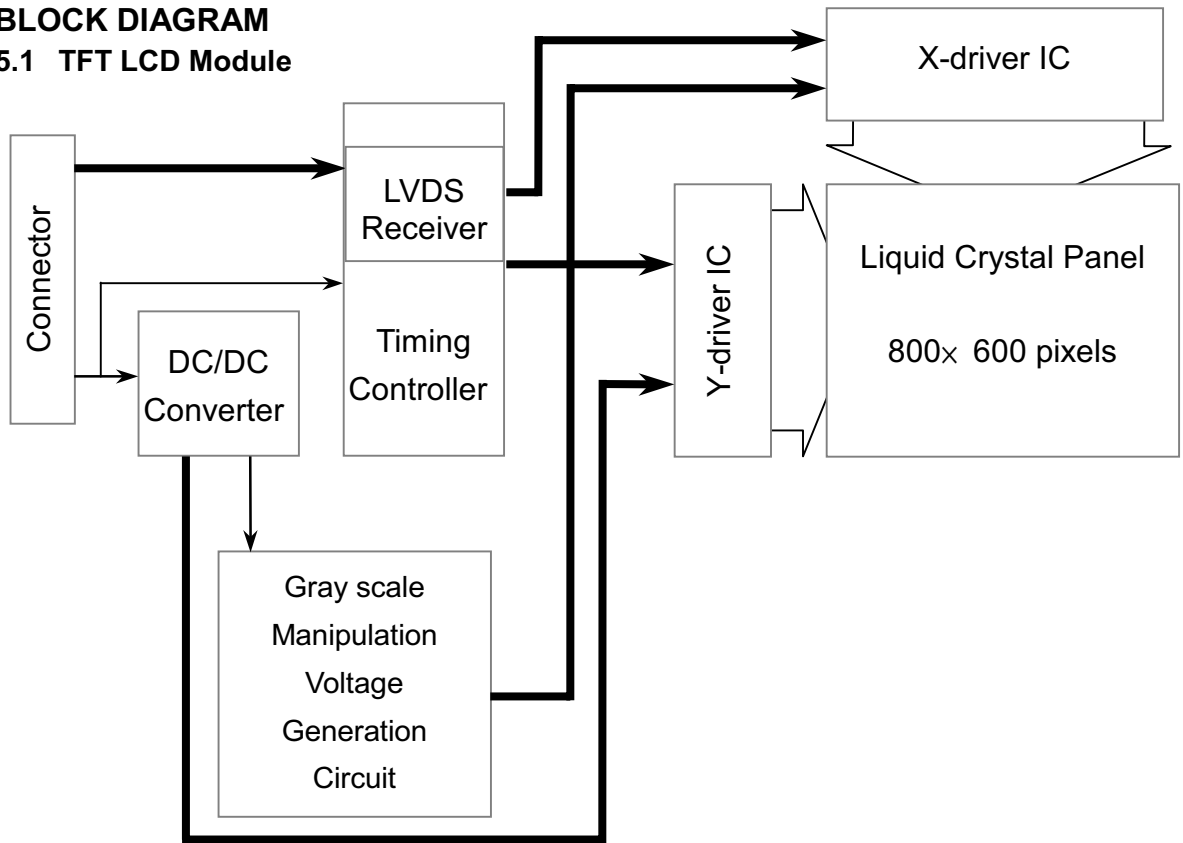 BLOCK DIAGRAM
5.1 TFT LCD Module
X-driver IC
Connector
LVDS
Receiver
Timing
Controller
DC/DC
Converter
Y-driver IC
Liquid Crystal Panel
800× 600 pixels
Gray scale
Manipulation
Voltage
Generation
Circuit